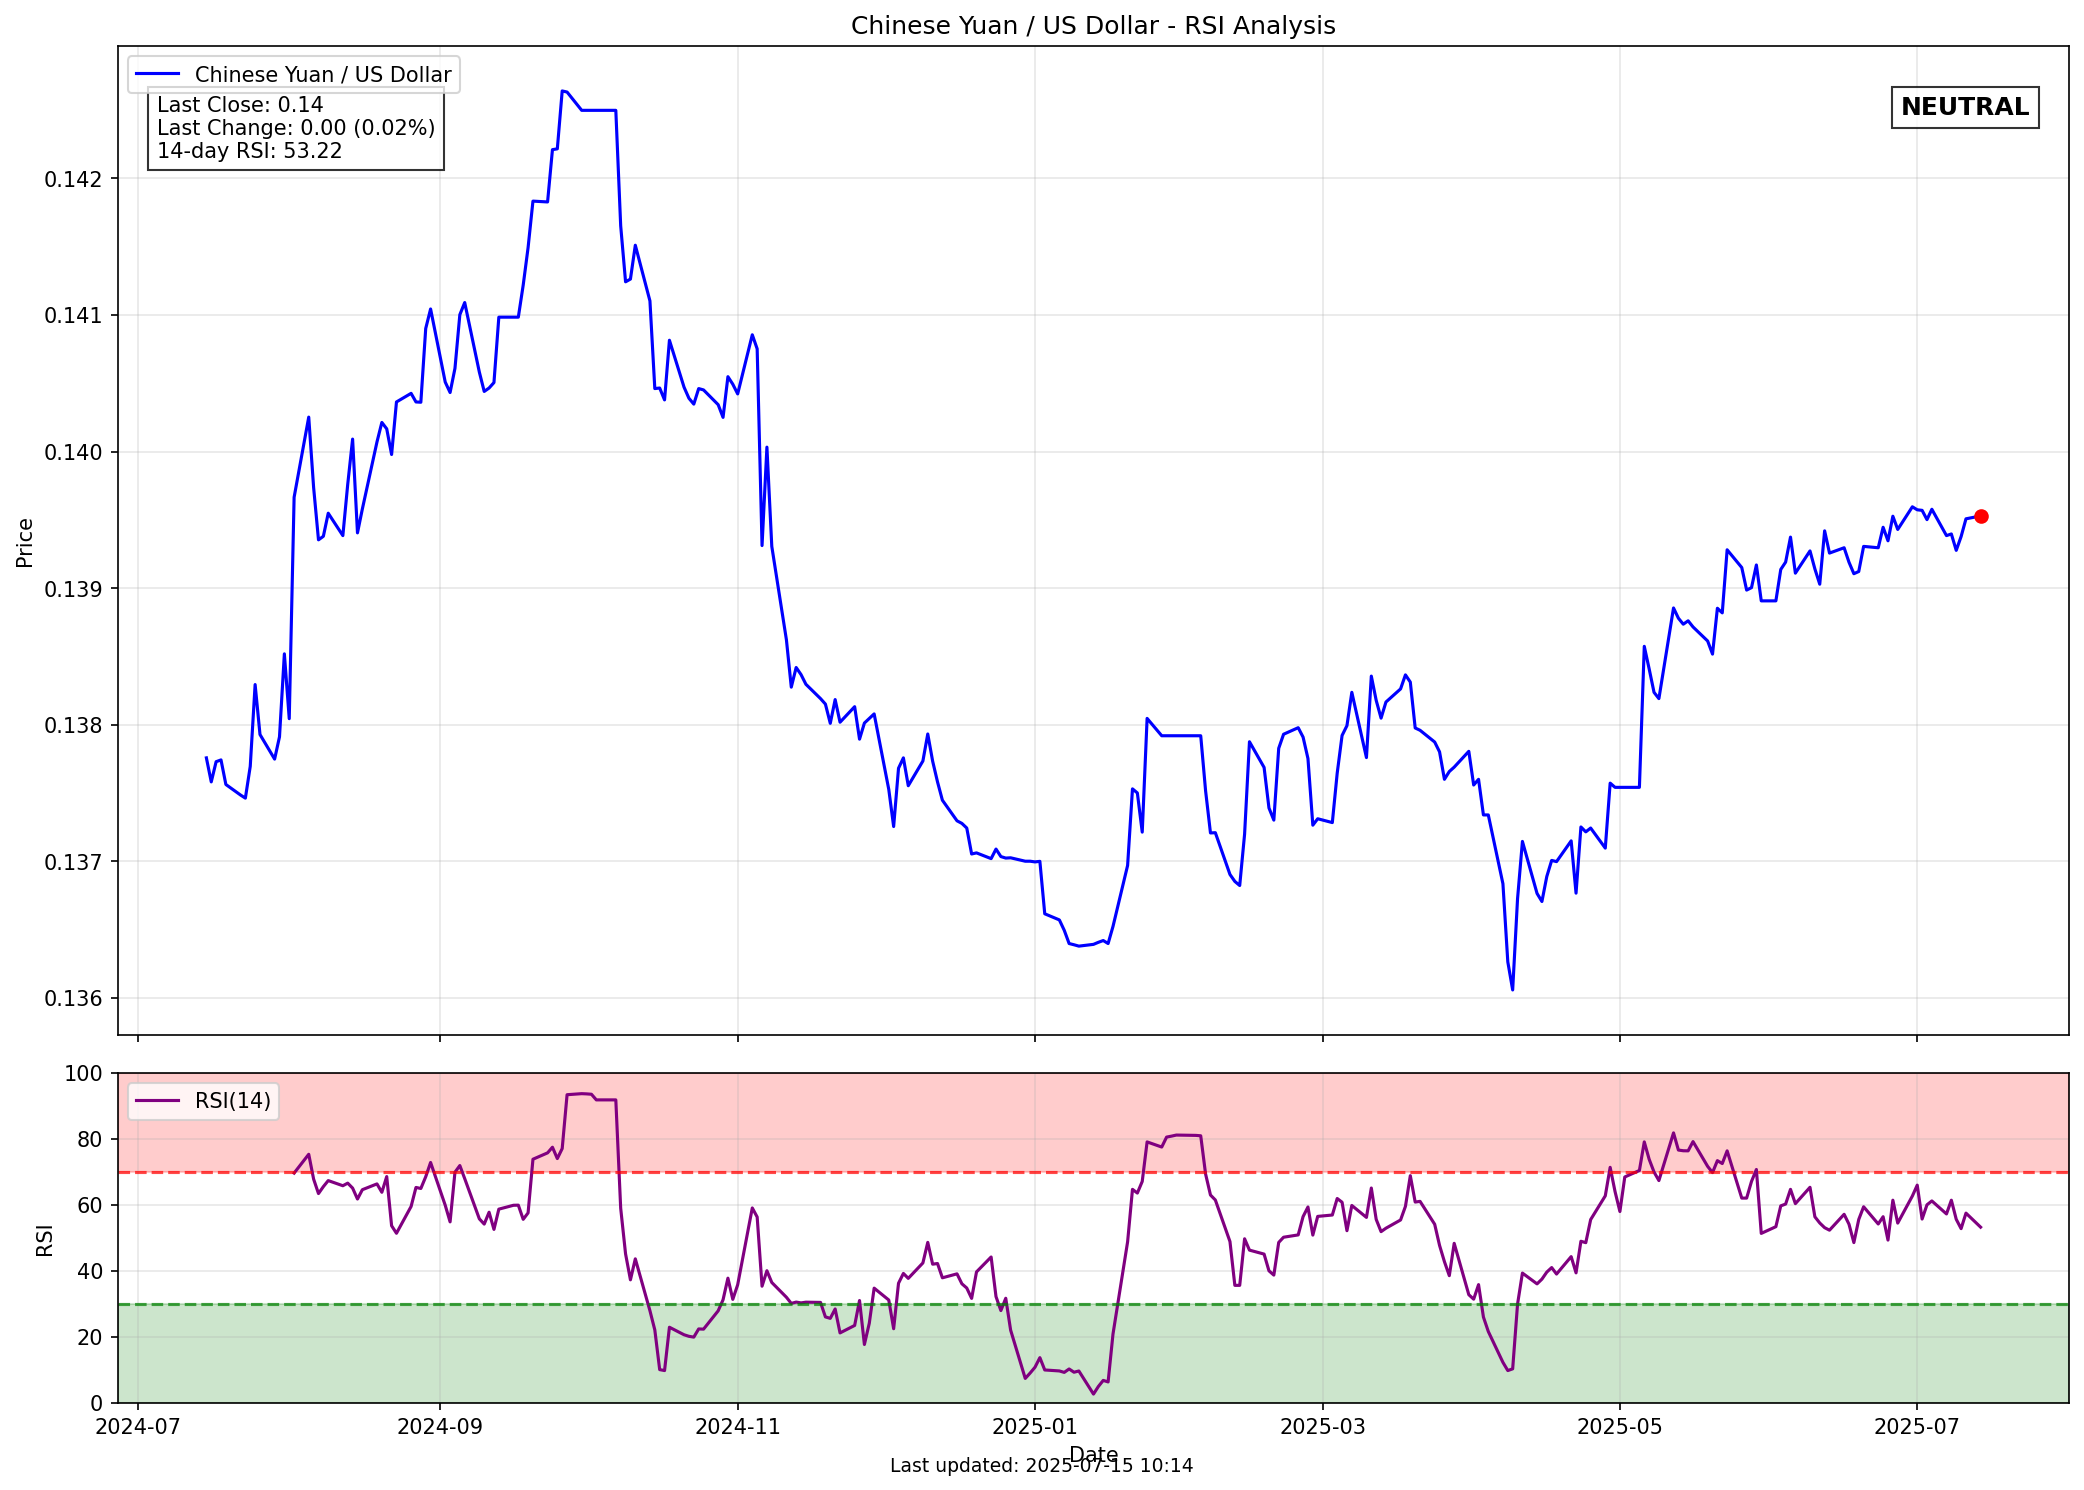 Chinese Yuan / US Dollar - RSI Analysis
Chinese Yuan / US Dollar
Last Close: 0.14
Last Change: 0.00 (0.02%)
14-day RSI: 53.22
NEUTRAL
Price
0.142
0.141
0.140
0.139
0.138
0.137
0.136
RSI(14)
RSI
100
80
60
40
20
0
2024-07
2024-09
2024-11
2025-01
2025-03
2025-05
2025-07
Date
Last updated: 2025-07-15 10:14